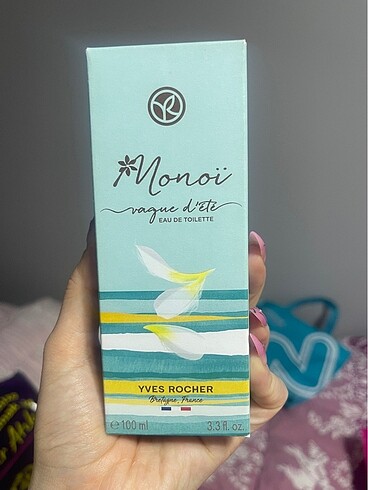 Monoï
vague d'été
EAU DE TOILETTE
YVES ROCHER
Bretagne, France
℮ 100 ml 3.3 fl. oz.